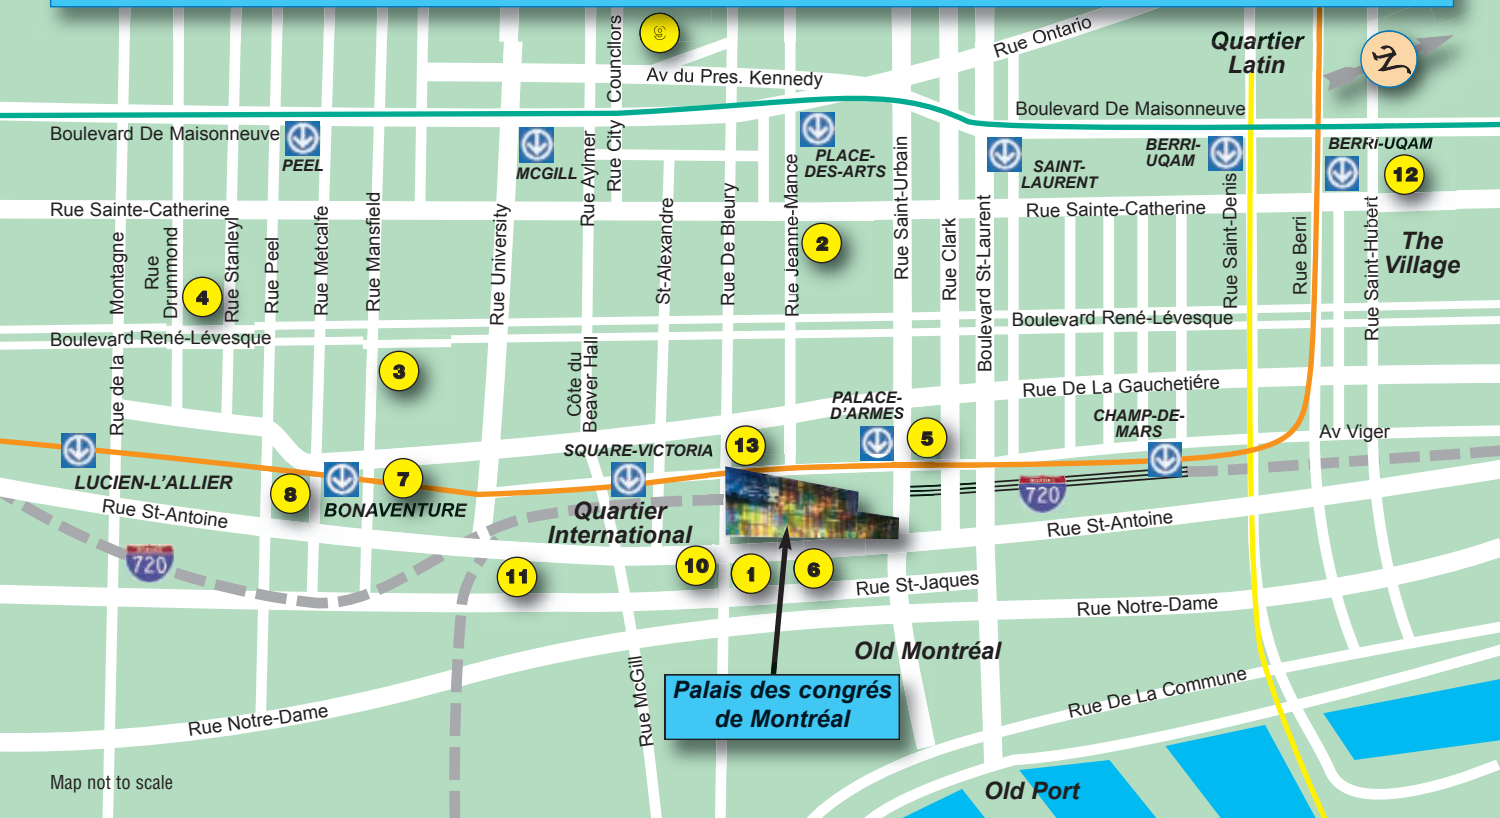 Councllors
Rue City
9
Av du Pres. Kennedy
Rue Ontario
Quartier
Latin
N
Boulevard De Maisonneuve
Boulevard De Maisonneuve
PEEL
MCGILL
Rue Aylmer
PLACE-
DES-ARTS
Rue Saint-Urbain
SAINT-
LAURENT
BERRI-
UQAM
BERRI-UQAM
12
Rue Sainte-Catherine
Rue Sainte-Catherine
Rue de la
Montagne
Rue
Drummond
4
Rue Stanleyl
Rue Peel
Rue Metcalfe
Rue Mansfield
Rue University
St-Alexandre
Rue De Bleury
Rue Jeanne-Mance
2
Rue Clark
Boulevard St-Laurent
Rue Saint-Denis
Rue Berri
Rue Saint-Hubert
The
Village
Boulevard René-Lévesque
Boulevard René-Lévesque
3
Côte du
Beaver Hall
Rue De La Gauchetiére
PALACE-
D'ARMES
5
CHAMP-DE-
MARS
Av Viger
SQUARE-VICTORIA
13
LUCIEN-L'ALLIER
8
7
BONAVENTURE
720
Rue St-Antoine
Quartier
International
Rue St-Antoine
720
11
10
1
6
Rue St-Jaques
Rue Notre-Dame
Old Montréal
Palais des congrés
de Montréal
Rue McGill
Rue De La Commune
Rue Notre-Dame
Map not to scale
Old Port